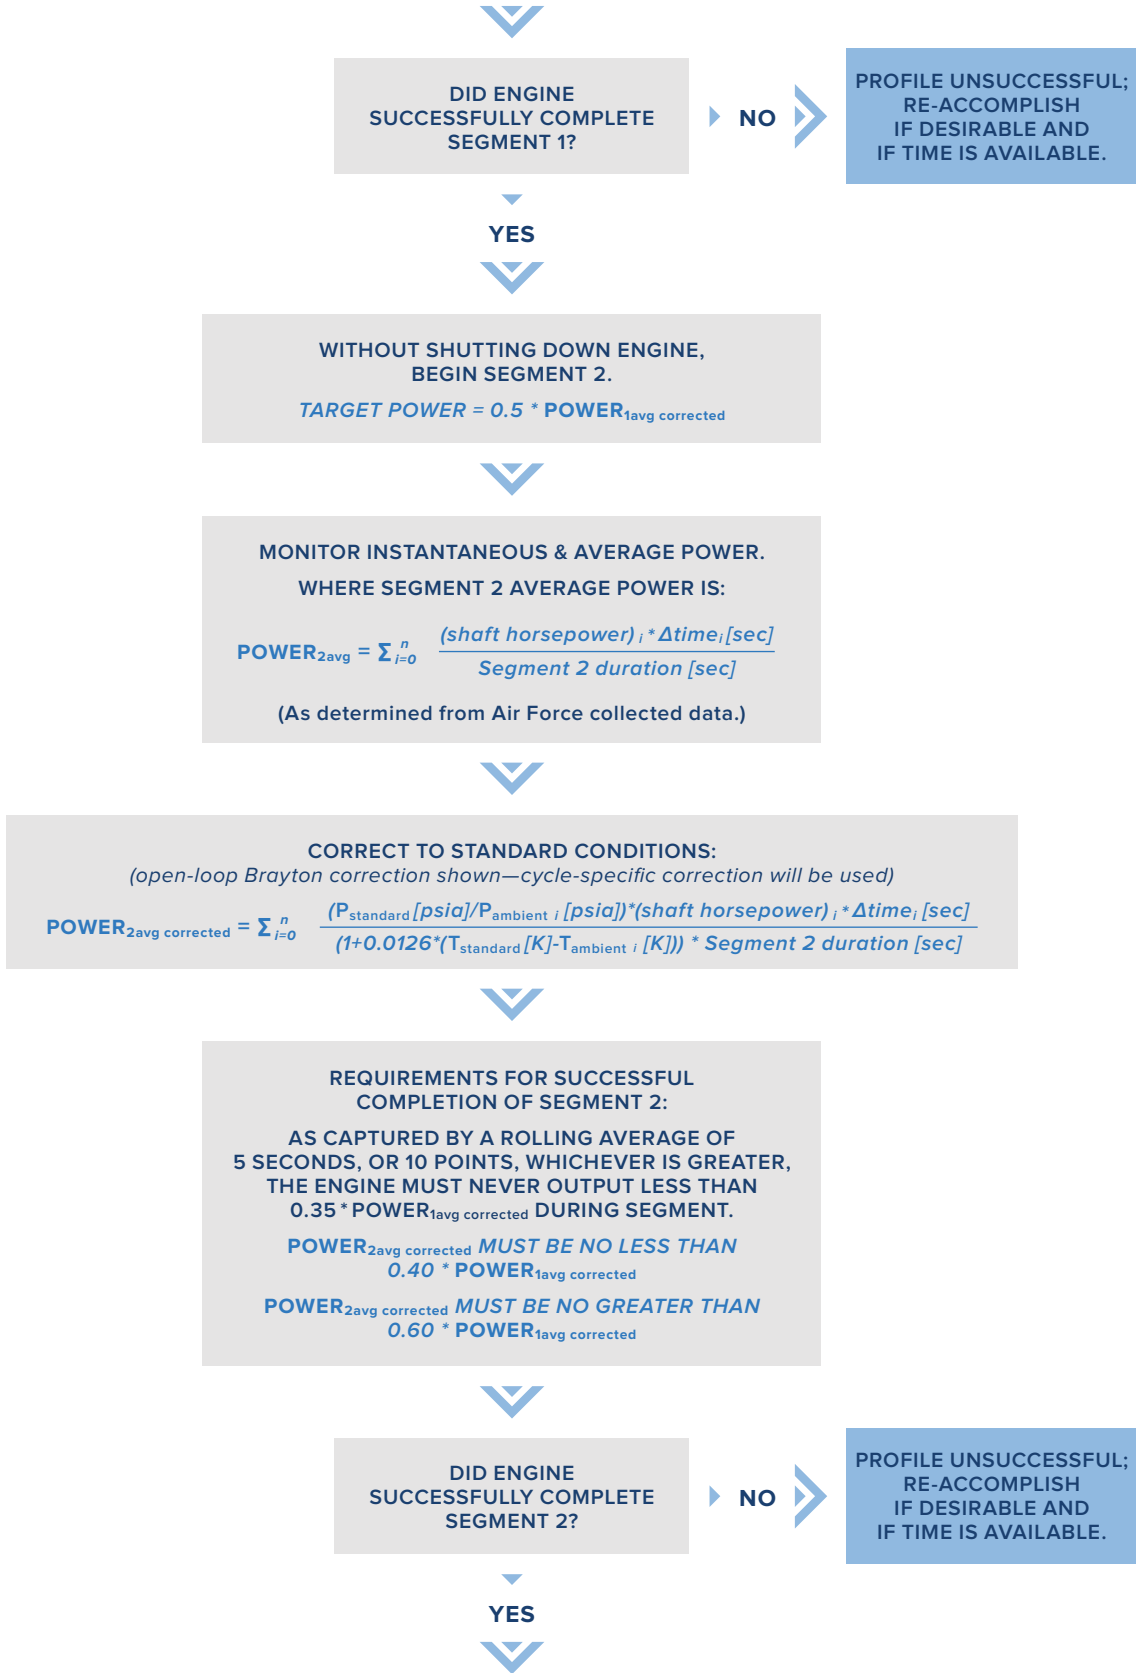 DID ENGINE
SUCCESSFULLY COMPLETE
SEGMENT 1?
NO
PROFILE UNSUCCESSFUL;
RE-ACCOMPLISH
IF DESIRABLE AND
IF TIME IS AVAILABLE.
YES
WITHOUT SHUTTING DOWN ENGINE,
BEGIN SEGMENT 2.
TARGET POWER = 0.5 * POWER1avg corrected
MONITOR INSTANTANEOUS & AVERAGE POWER.
WHERE SEGMENT 2 AVERAGE POWER IS:
POWER2avg = Σ n i=0 (shaft horsepower) i * Δtimei [sec]
Segment 2 duration [sec]
(As determined from Air Force collected data.)
CORRECT TO STANDARD CONDITIONS:
(open-loop Brayton correction shown—cycle-specific correction will be used)
POWER2avg corrected = Σ n i=0 (Pstandard [psia]/Pambient i [psia])*(shaft horsepower) i * Δtimei [sec]
(1+0.0126*(Tstandard [K]-Tambient i [K])) * Segment 2 duration [sec]
REQUIREMENTS FOR SUCCESSFUL
COMPLETION OF SEGMENT 2:
AS CAPTURED BY A ROLLING AVERAGE OF
5 SECONDS, OR 10 POINTS, WHICHEVER IS GREATER,
THE ENGINE MUST NEVER OUTPUT LESS THAN
0.35 * POWER1avg corrected DURING SEGMENT.
POWER2avg corrected MUST BE NO LESS THAN
0.40 * POWER1avg corrected
POWER2avg corrected MUST BE NO GREATER THAN
0.60 * POWER1avg corrected
DID ENGINE
SUCCESSFULLY COMPLETE
SEGMENT 2?
NO
PROFILE UNSUCCESSFUL;
RE-ACCOMPLISH
IF DESIRABLE AND
IF TIME IS AVAILABLE.
YES